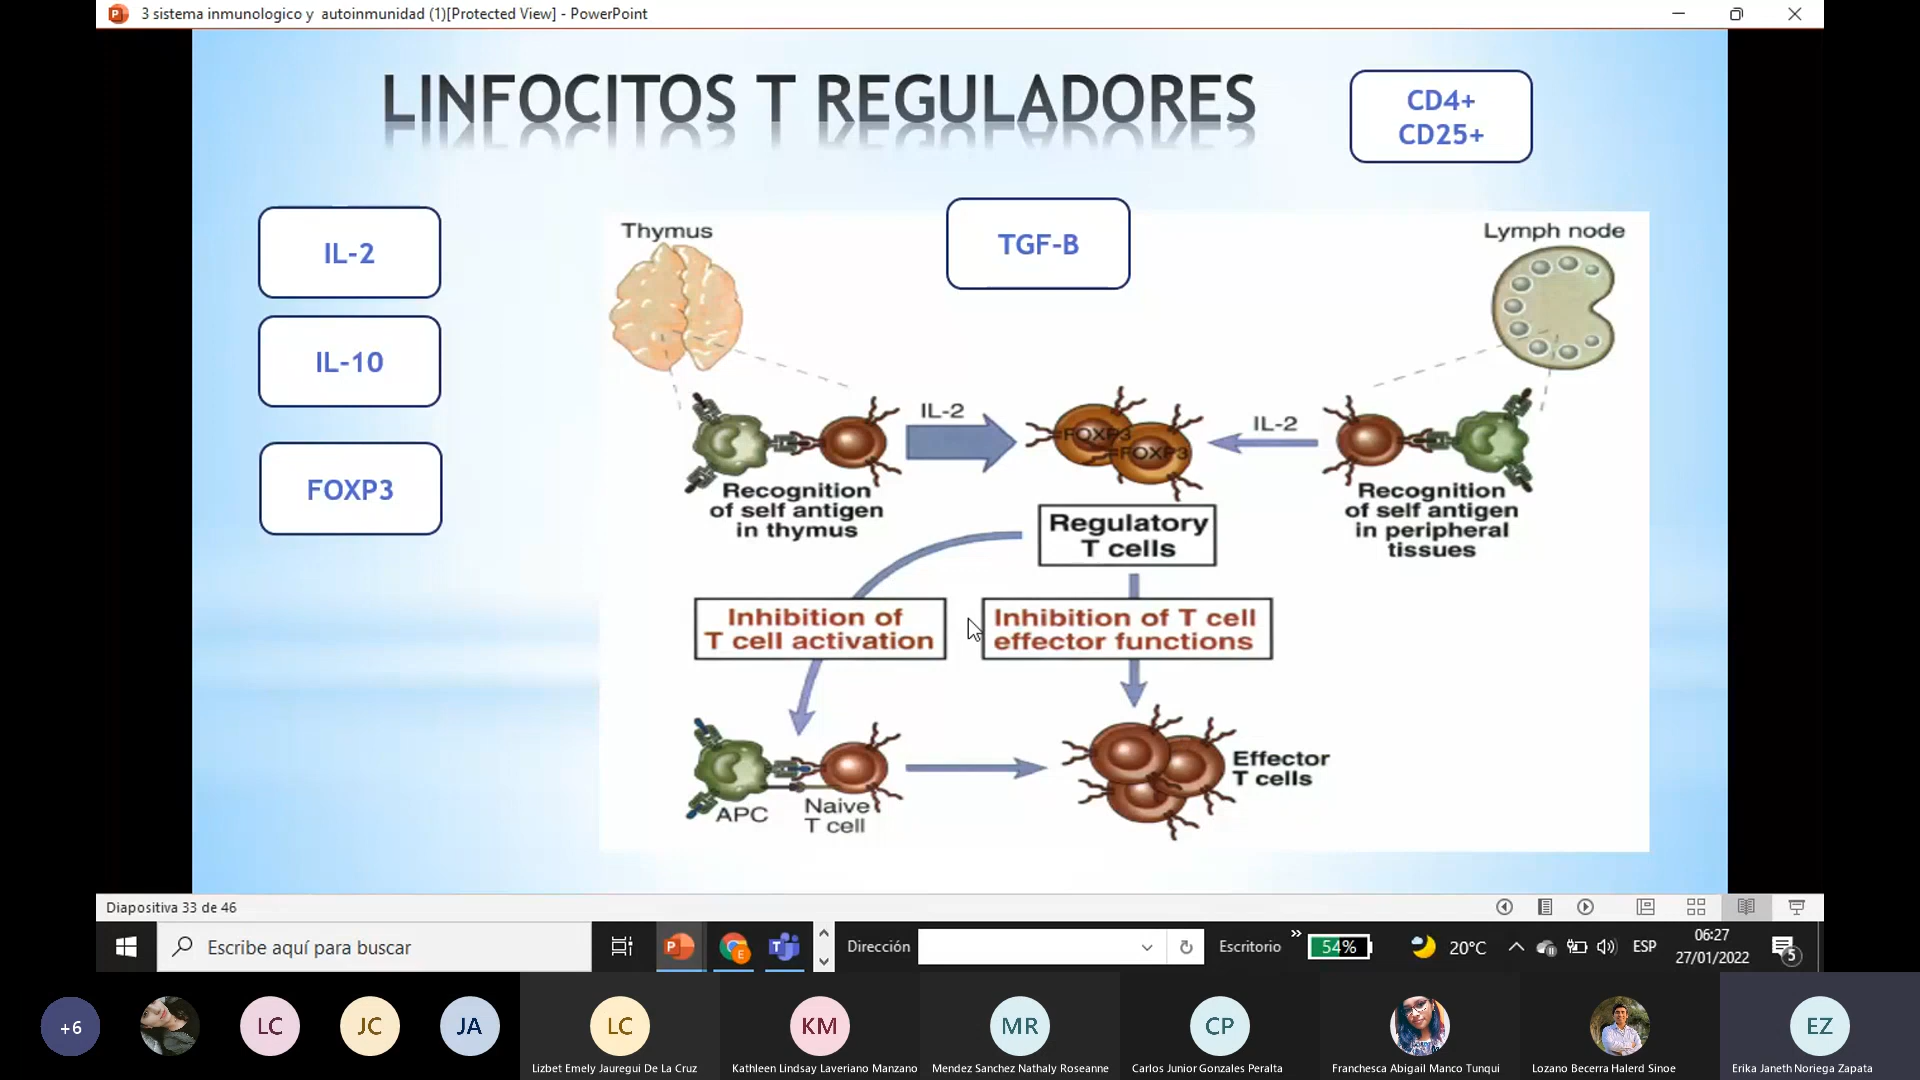 3 sistema inmunologico y  autoinmunidad (1)[Protected View] - PowerPoint
LINFOCITOS T REGULADORES
CD4+
CD25+
IL-2
IL-10
FOXP3
TGF-B
Thymus
Lymph node
IL-2
FOXP3
FOXP3
IL-2
Recognition
of self antigen
in thymus
Recognition
of self antigen
in peripheral
tissues
Regulatory
T cells
Inhibition of
T cell activation
Inhibition of T cell
effector functions
APC
Naive
T cell
Effector
T cells
Diapositiva 33 de 46
Escribe aquí para buscar
Dirección
Escritorio
»
54%
20°C
ESP
06:27
27/01/2022
5
+6
LC
JC
JA
LC
Lizbet Emely Jauregui De La Cruz
KM
Kathleen Lindsay Laveriano Manzano
MR
Mendez Sanchez Nathaly Roseanne
CP
Carlos Junior Gonzales Peralta
Franchesca Abigail Manco Tunqui
Lozano Becerra Halerd Sinoe
EZ
Erika Janeth Noriega Zapata